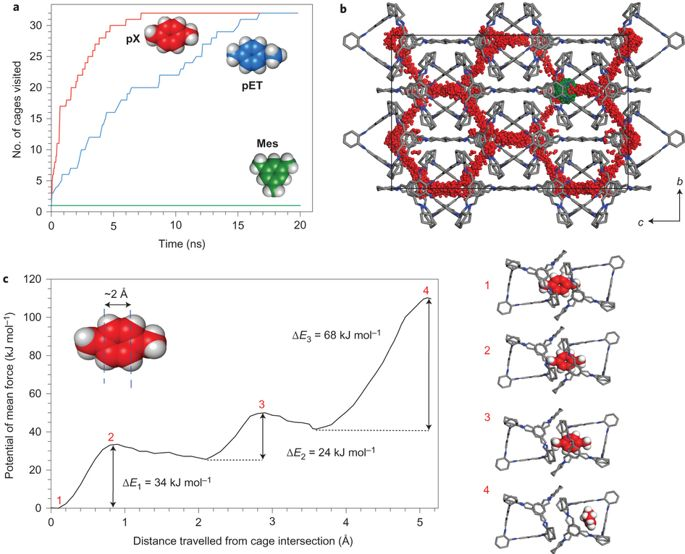 a
No. of cages visited
30
25
20
15
10
5
0
0
5
10
15
20
Time (ns)
pX
pET
Mes
b
b
c
c
Potential of mean force (kJ mol–1)
120
100
80
60
40
20
0
0
1
2
3
4
5
Distance travelled from cage intersection (Å)
~2 Å
1
2
3
4
ΔE1 = 34 kJ mol–1
ΔE2 = 24 kJ mol–1
ΔE3 = 68 kJ mol–1
1
2
3
4